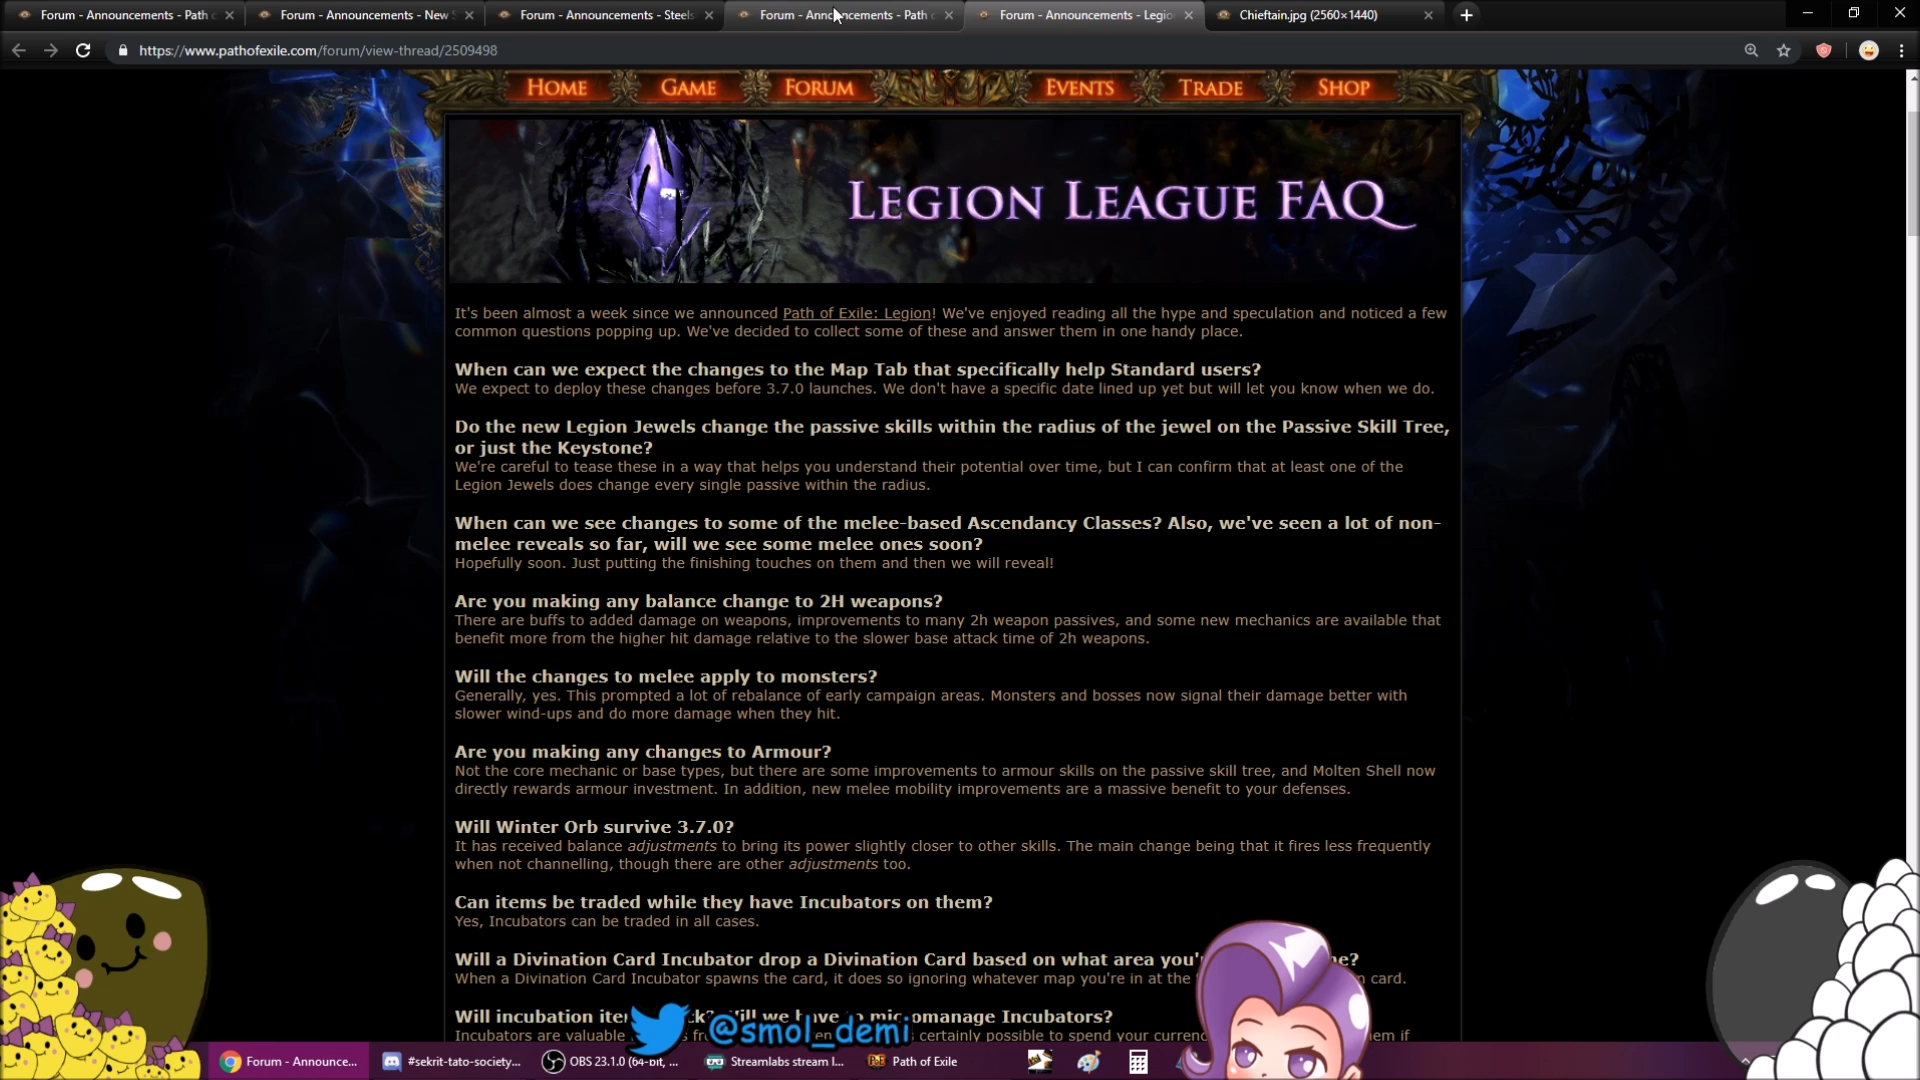 Forum - Announcements - Path
Forum - Announcements - New S
Forum - Announcements - Steels
Forum - Announcements - Path
Forum - Announcements - Legio
Chieftain.jpg (2560×1440)
https://www.pathofexile.com/forum/view-thread/2509498
HOME GAME FORUM EVENTS TRADE SHOP
LEGION LEAGUE FAQ
It's been almost a week since we announced Path of Exile: Legion! We've enjoyed reading all the hype and speculation and noticed a few
common questions popping up. We've decided to collect some of these and answer them in one handy place.
When can we expect the changes to the Map Tab that specifically help Standard users?
We expect to deploy these changes before 3.7.0 launches. We don't have a specific date lined up yet but will let you know when we do.
Do the new Legion Jewels change the passive skills within the radius of the jewel on the Passive Skill Tree,
or just the Keystone?
We're careful to tease these in a way that helps you understand their potential over time, but I can confirm that at least one of the
Legion Jewels does change every single passive within the radius.
When can we see changes to some of the melee-based Ascendancy Classes? Also, we've seen a lot of non-
melee reveals so far, will we see some melee ones soon?
Hopefully soon. Just putting the finishing touches on them and then we will reveal!
Are you making any balance change to 2H weapons?
There are buffs to added damage on weapons, improvements to many 2h weapon passives, and some new mechanics are available that
benefit more from the higher hit damage relative to the slower base attack time of 2h weapons.
Will the changes to melee apply to monsters?
Generally, yes. This prompted a lot of rebalance of early campaign areas. Monsters and bosses now signal their damage better with
slower wind-ups and do more damage when they hit.
Are you making any changes to Armour?
Not the core mechanic or base types, but there are some improvements to armour skills on the passive skill tree, and Molten Shell now
directly rewards armour investment. In addition, new melee mobility improvements are a massive benefit to your defenses.
Will Winter Orb survive 3.7.0?
It has received balance adjustments to bring its power slightly closer to other skills. The main change being that it fires less frequently
when not channelling, though there are other adjustments too.
Can items be traded while they have Incubators on them?
Yes, Incubators can be traded in all cases.
Will a Divination Card Incubator drop a Divination Card based on what area you' ne?
When a Divination Card Incubator spawns the card, it does so ignoring whatever map you're in at the card.
Will incubation ite ck? Will we have to micromanage Incubators?
Incubators are valuable certainly possible to spend your currenc em if
@smol_demi
Forum - Announce...
#sekrit-tato-society...
OBS 23.1.0 (64-bit, ...
Streamlabs stream l...
Path of Exile